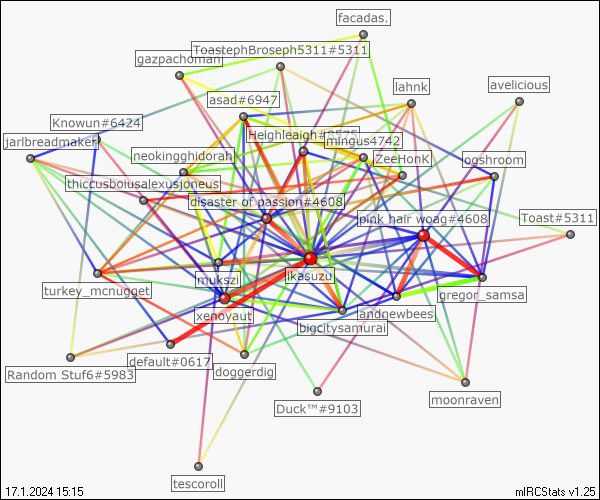 facadas.
ToastephBroseph5311#5311
gazpachoman
lahnk
avelicious
asad#6947
Knowun#6424
Heighleaigh#8575
mingus4742
jarlbreadmaker
neokingghidorah
ZeeHonK
ogshroom
thiccusboiusalexusjoneus
disaster of passion#4608
pink hair woag#4608
Toast#5311
mukszi
likasuzu
turkey_mcnugget
gregor_samsa
xenoyaut
andnewbees
bigcitysamurai
default#0617
Random Stuf6#5983
doggerdig
moonraven
Duck™#9103
tescoroll
17.1.2024 15:15
mIRCStats v1.25